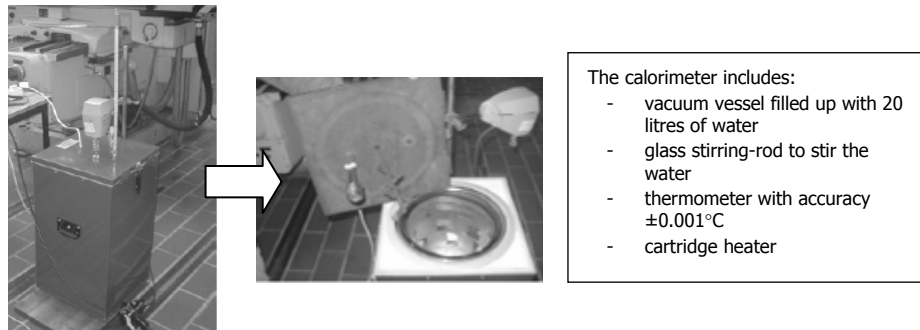 The calorimeter includes:
- vacuum vessel filled up with 20
litres of water
- glass stirring-rod to stir the
water
- thermometer with accuracy
±0.001°C
- cartridge heater